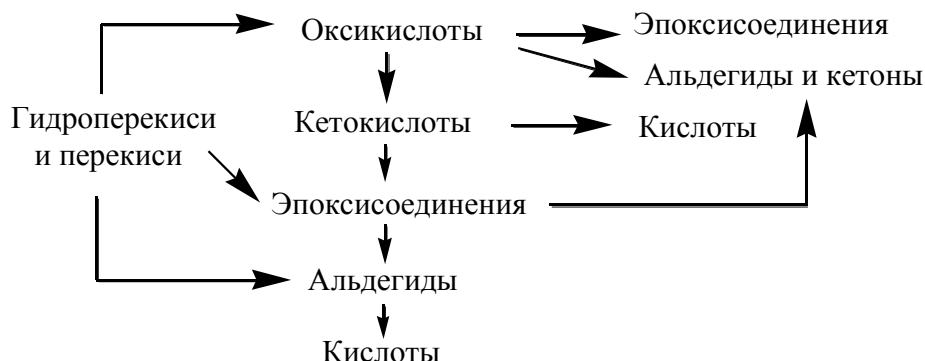 Оксикислоты
Эпоксисоединения
Альдегиды и кетоны
Гидроперекиси
и перекиси
Кетокислоты
Кислоты
Эпоксисоединения
Альдегиды
Кислоты